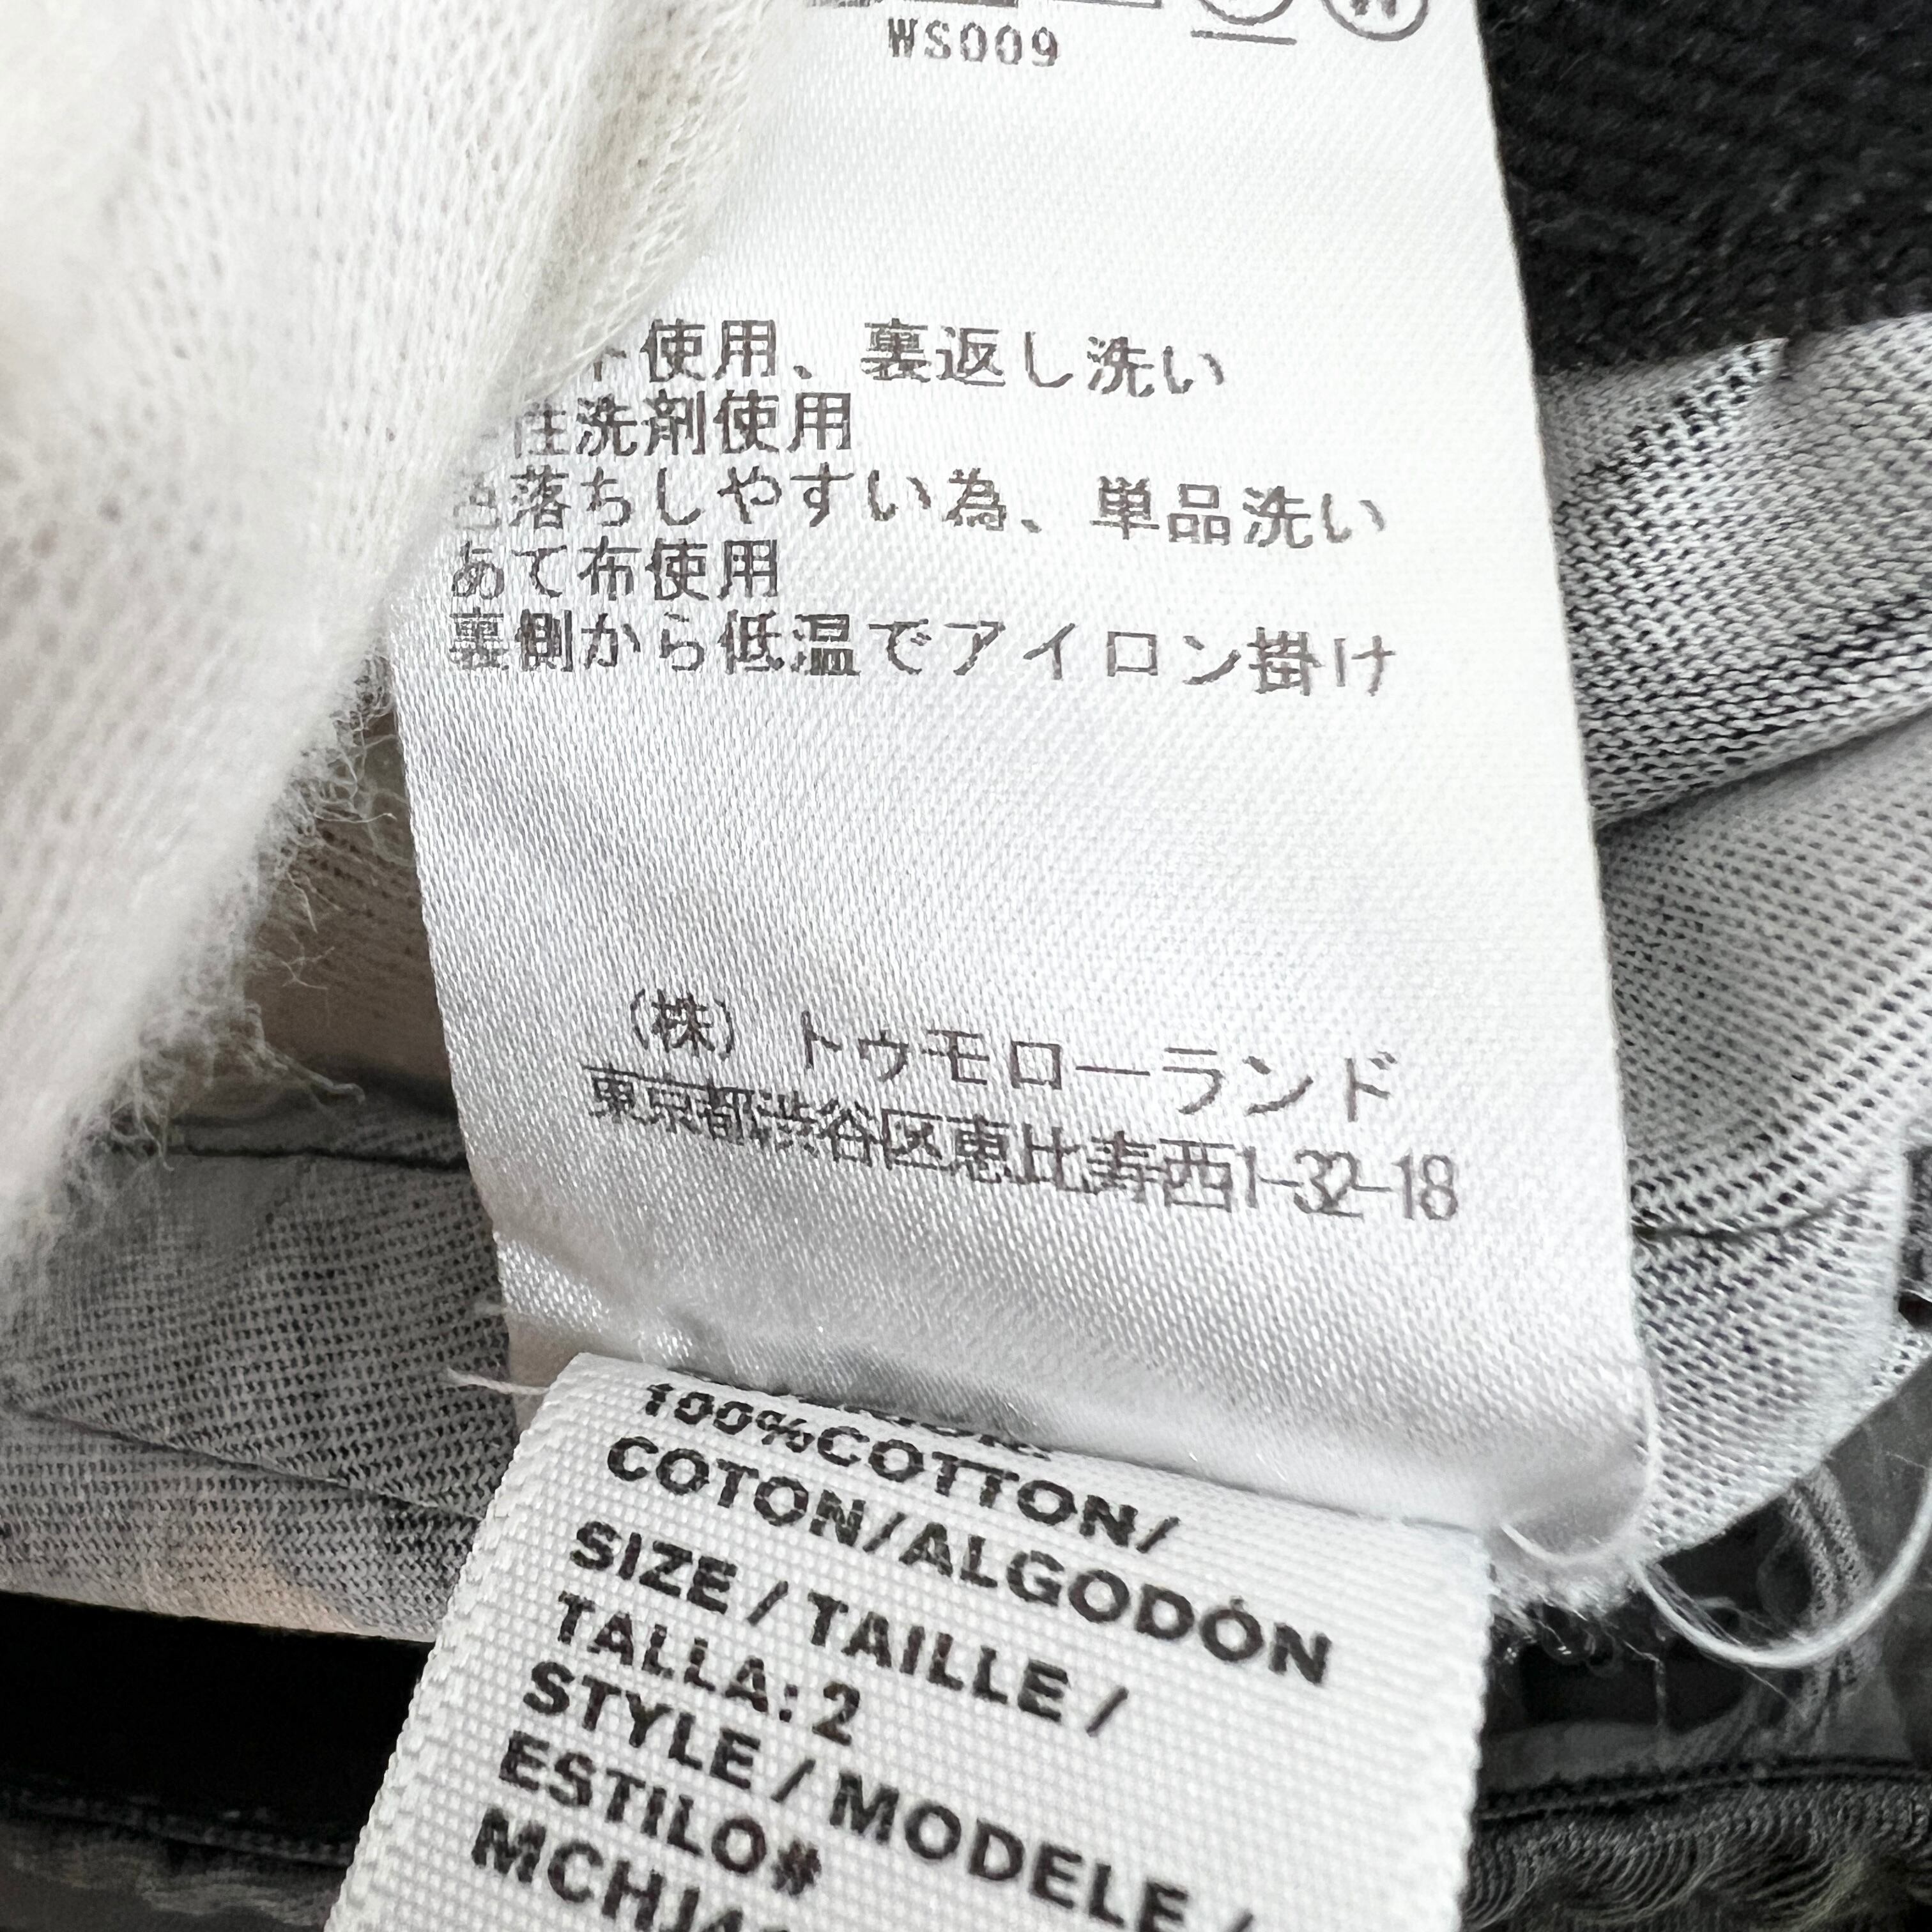 WS009
使用、裏返し洗い
性洗剤使用
色落ちしやすい為、単品洗い
あて布使用
裏側から低温でアイロン掛け
(株)トゥモローランド
東京都渋谷区恵比寿西1-32-18
100%COTTON/
COTON/ALGODÓN
SIZE / TAILLE /
TALLA: 2
STYLE / MODELE /
ESTILO#